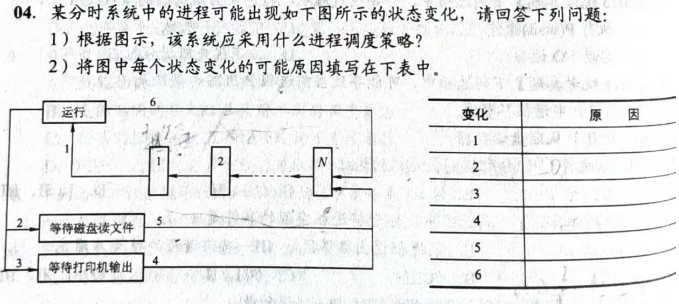 04. 某分时系统中的进程可能出现如下图所示的状态变化，请回答下列问题：
1）根据图示，该系统应采用什么进程调度策略？
2）将图中每个状态变化的可能原因填写在下表中。
运行
6
1
1
2
N
2
等待磁盘读文件
5
3
等待打印机输出
4
变化 原 因
1
2
3
4
5
6